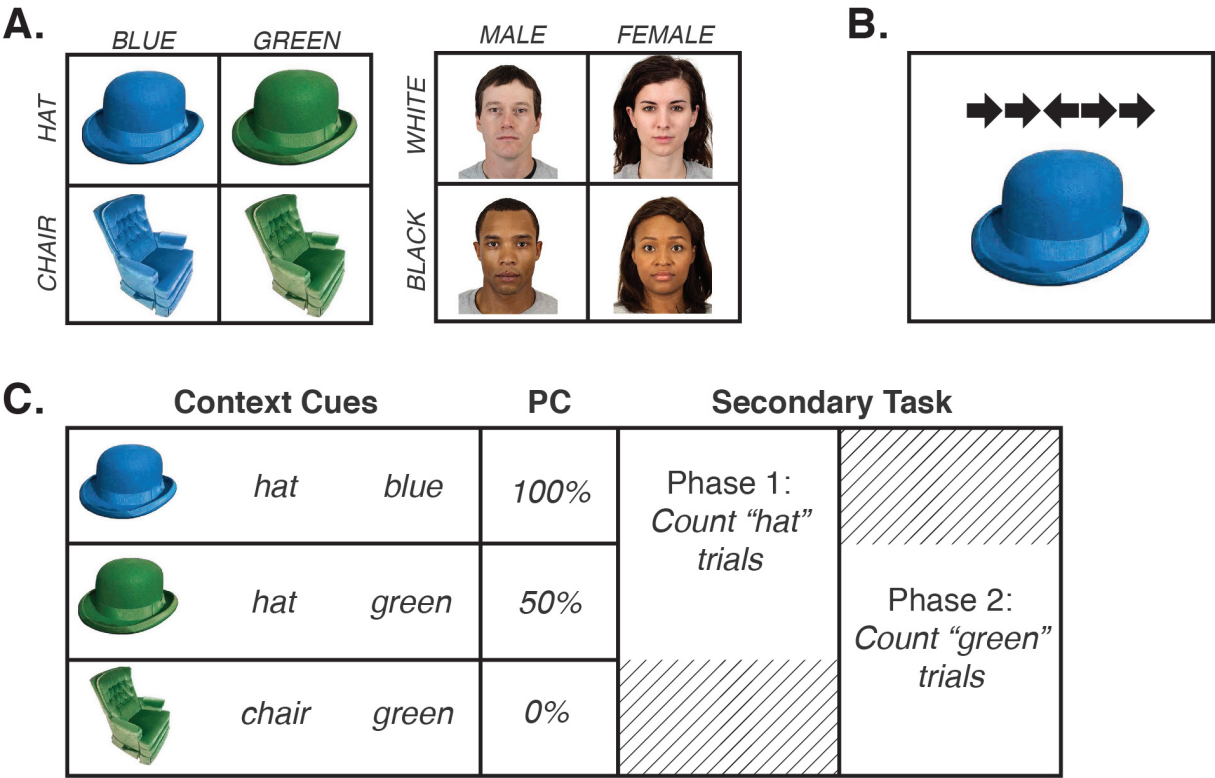 A.
BLUE GREEN
HAT
CHAIR
MALE FEMALE
WHITE
BLACK
B.
C.
Context Cues PC Secondary Task
hat blue 100%
hat green 50%
chair green 0%
Phase 1:
Count “hat”
trials
Phase 2:
Count “green”
trials